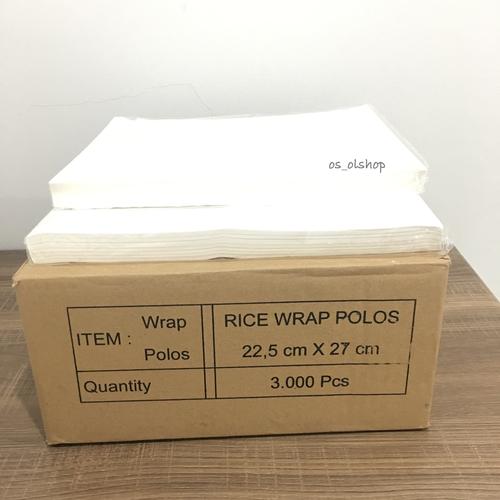 os_olshop
ITEM : Wrap Polos
RICE WRAP POLOS
22,5 cm X 27 cm
Quantity
3.000 Pcs